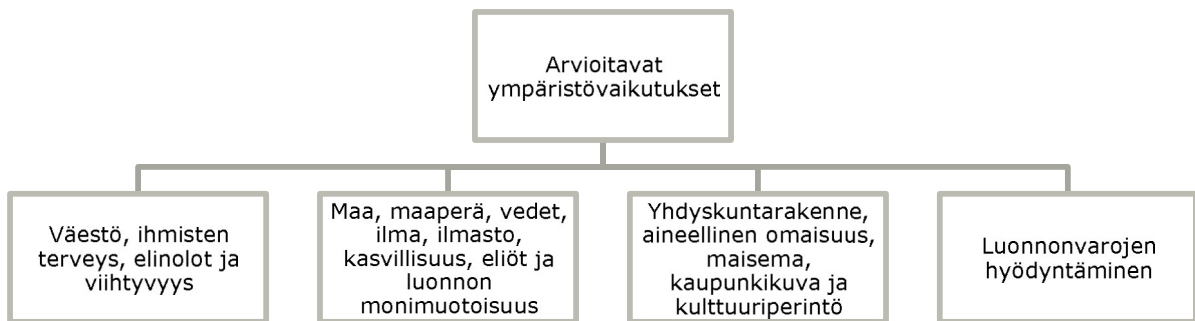 Arvioitavat
ympäristövaikutukset
Väestö, ihmisten
terveys, elinolot ja
viihtyvyys
Maa, maaperä, vedet,
ilma, ilmasto,
kasvillisuus, eliöt ja
luonnon
monimuotoisuus
Yhdyskuntarakenne,
aineellinen omaisuus,
maisema,
kaupunkikuva ja
kulttuuriperintö
Luonnonvarojen
hyödyntäminen